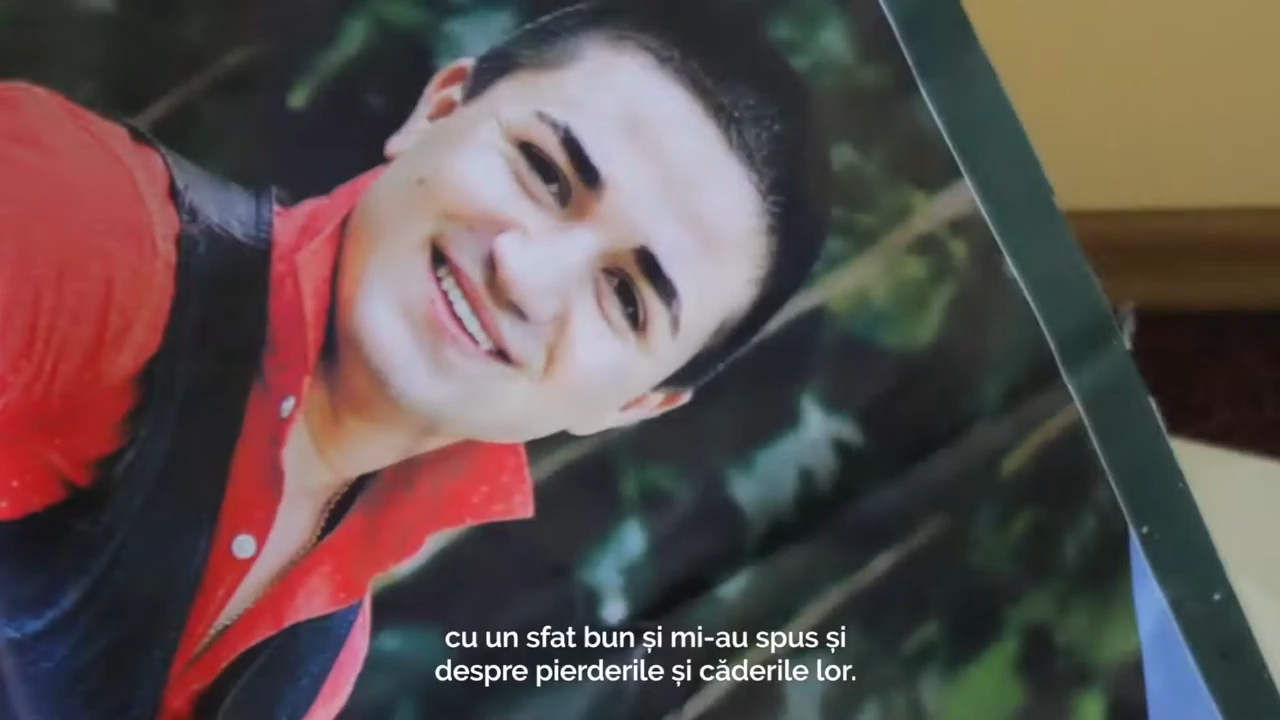 cu un sfat bun și mi-au spus și
despre pierderile și căderile lor.